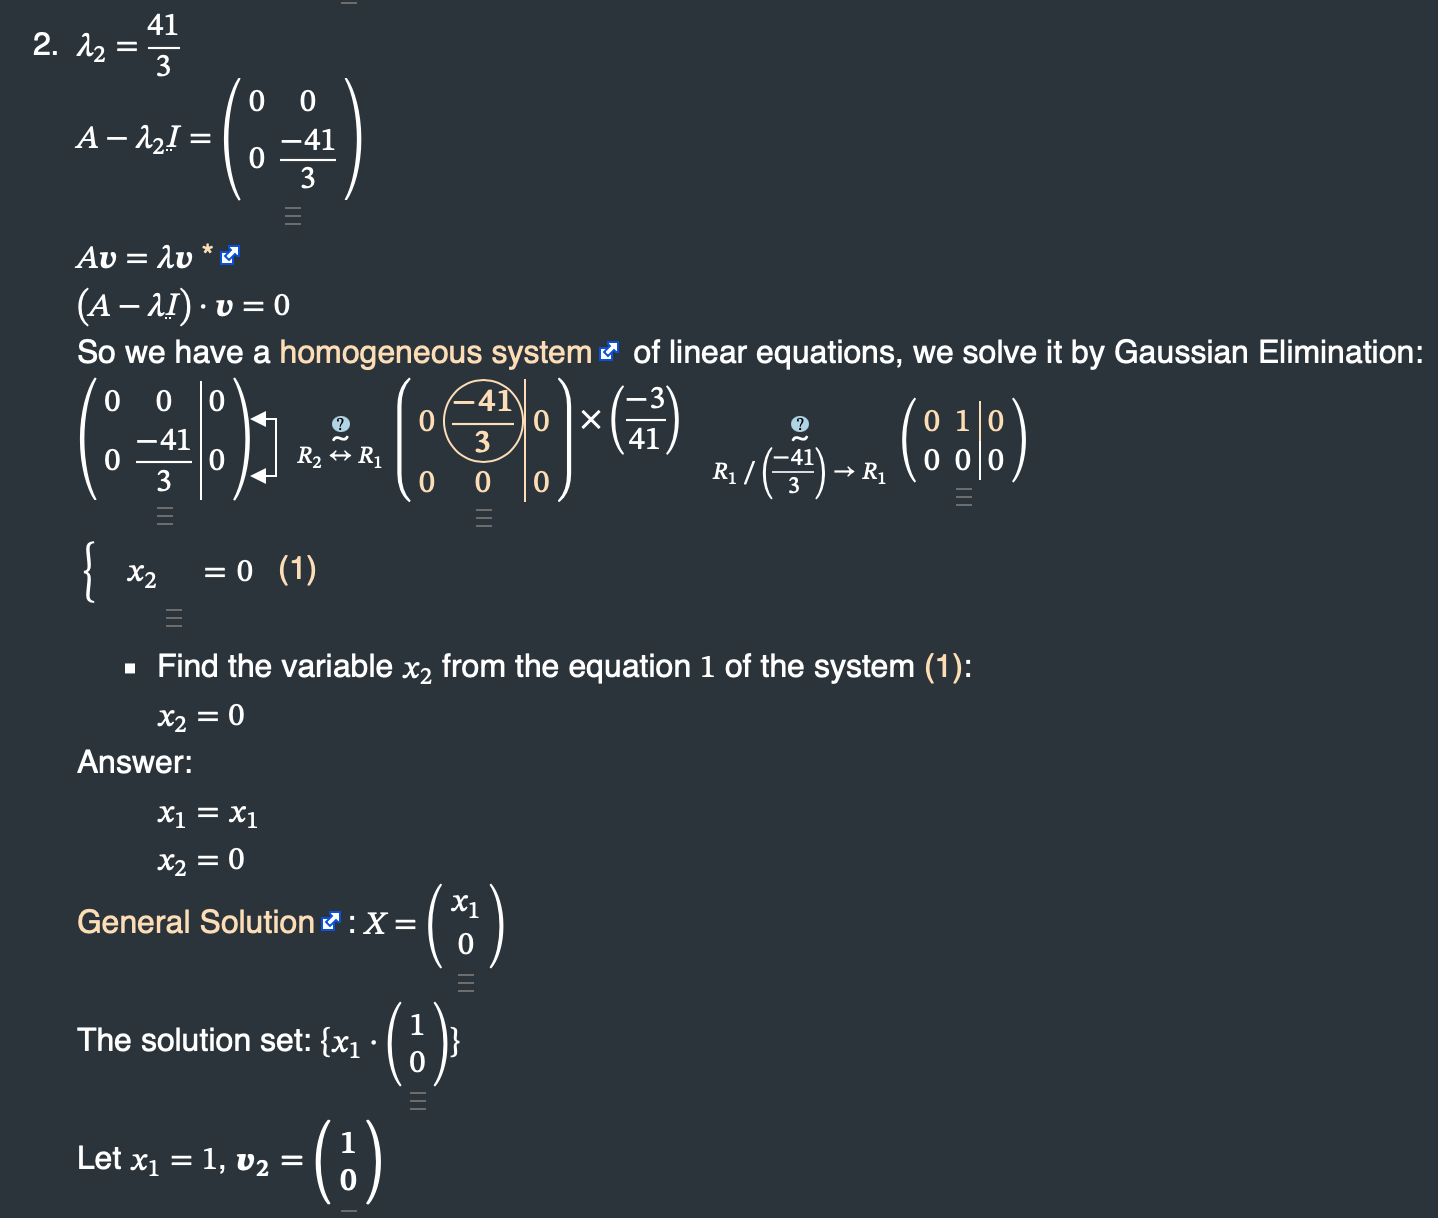 2. λ₂ = 41/3
A − λ₂I = ( 0 0 ; 0 −41/3 )
Av = λv *
(A − λI) · v = 0
So we have a homogeneous system of linear equations, we solve it by Gaussian Elimination:
( 0 0 | 0 ; 0 −41/3 | 0 ) ? ~ R₂ ↔ R₁ ( 0 −41/3 | 0 ; 0 0 | 0 ) × (−3/41) ? ~ R₁ / (−41/3) → R₁ ( 0 1 | 0 ; 0 0 | 0 )
{ x₂ = 0 (1)
▪ Find the variable x₂ from the equation 1 of the system (1):
x₂ = 0
Answer:
x₁ = x₁
x₂ = 0
General Solution : X = ( x₁ ; 0 )
The solution set: {x₁ · ( 1 ; 0 )}
Let x₁ = 1, v₂ = ( 1 ; 0 )